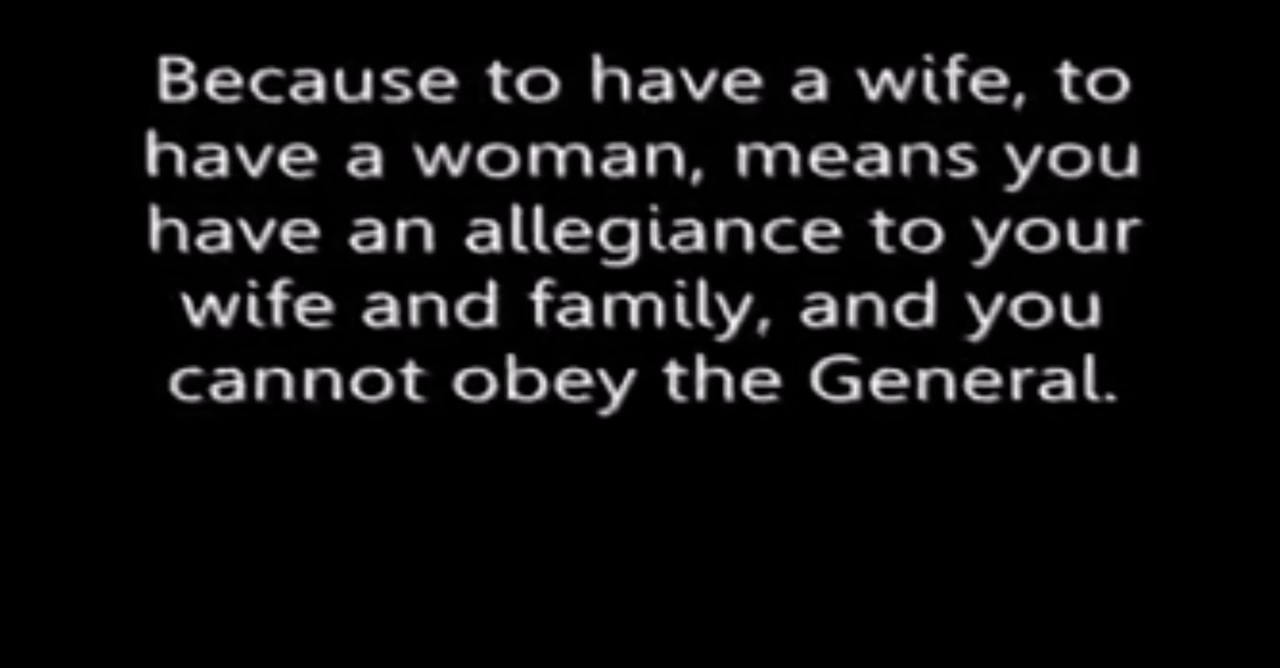 Because to have a wife, to
have a woman, means you
have an allegiance to your
wife and family, and you
cannot obey the General.